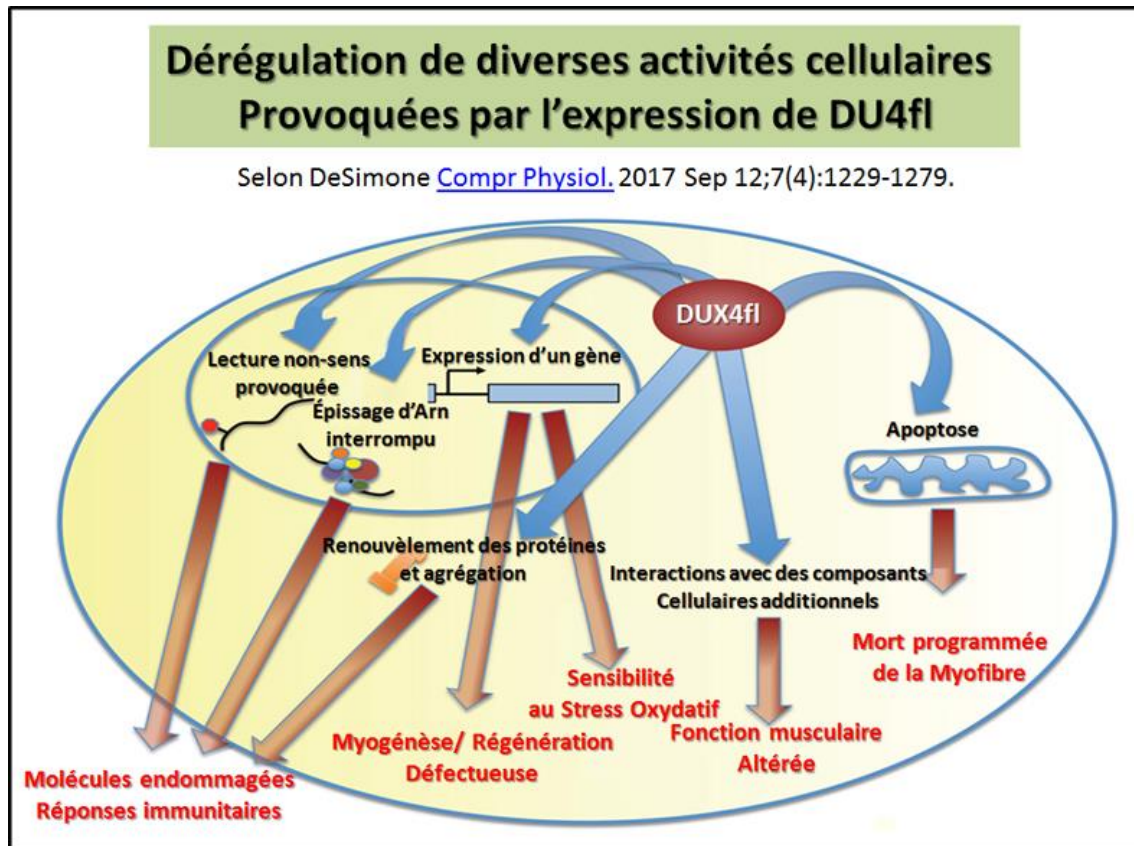 Dérégulation de diverses activités cellulaires
Provoquées par l'expression de DU4fl
Selon DeSimone Compr Physiol. 2017 Sep 12;7(4):1229-1279.
DUX4fl
Lecture non-sens
provoquée
Expression d'un gène
Épissage d'Arn
interrompu
Apoptose
Renouvèlement des protéines
et agrégation
Interactions avec des composants
Cellulaires additionnels
Mort programmée
de la Myofibre
Sensibilité
au Stress Oxydatif
Fonction musculaire
Altérée
Myogénèse/ Régénération
Défectueuse
Molécules endommagées
Réponses immunitaires